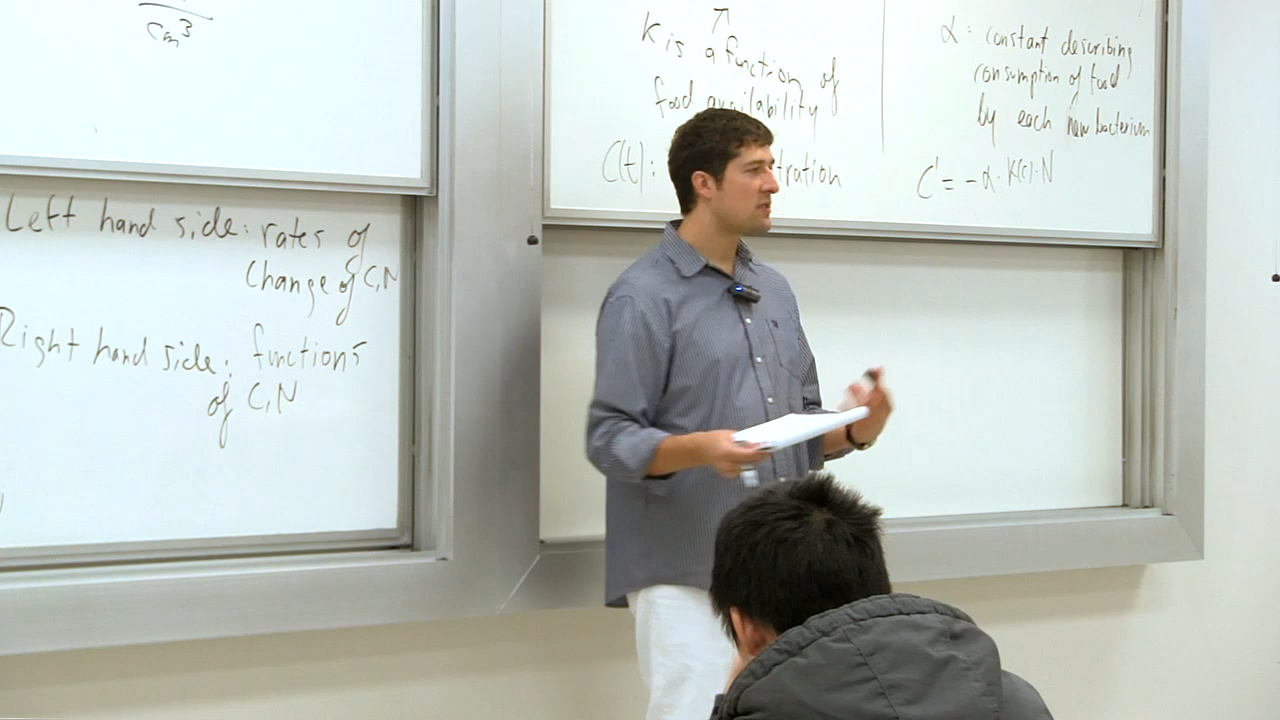 cm³
Left hand side: rates of
Change of C,N
Right hand side: functions
of C,N
K is a function of
food availability
C(t): tration
α: constant describing
consumption of food
by each new bacterium
C' = -α·K(c)·N